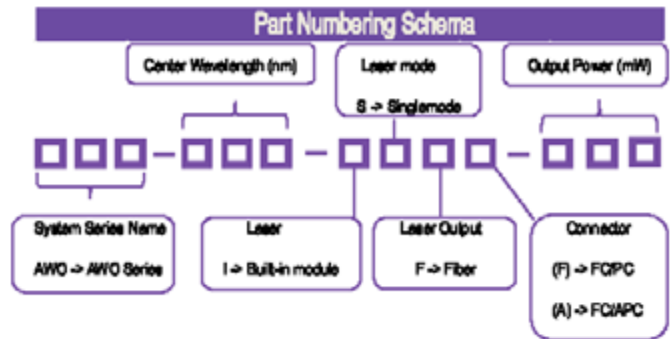 Part Numbering Schema
Center Wavelength (nm)
Laser mode
S -> Singlemode
Output Power (mW)
System Series Name
AWO -> AWO Series
Laser
I -> Built-in module
Laser Output
F -> Fiber
Connector
(F) -> FC/PC
(A) -> FC/APC